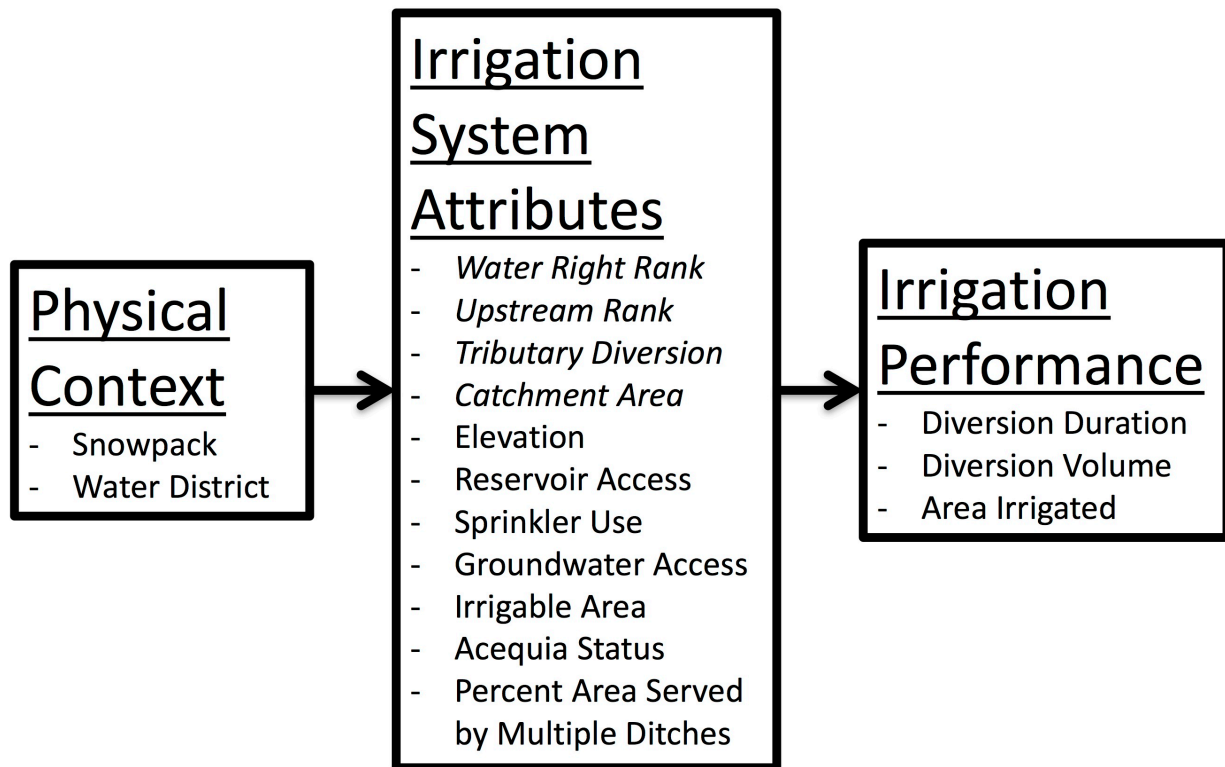 Physical
Context
- Snowpack
- Water District
Irrigation
System
Attributes
- Water Right Rank
- Upstream Rank
- Tributary Diversion
- Catchment Area
- Elevation
- Reservoir Access
- Sprinkler Use
- Groundwater Access
- Irrigable Area
- Acequia Status
- Percent Area Served
by Multiple Ditches
Irrigation
Performance
- Diversion Duration
- Diversion Volume
- Area Irrigated